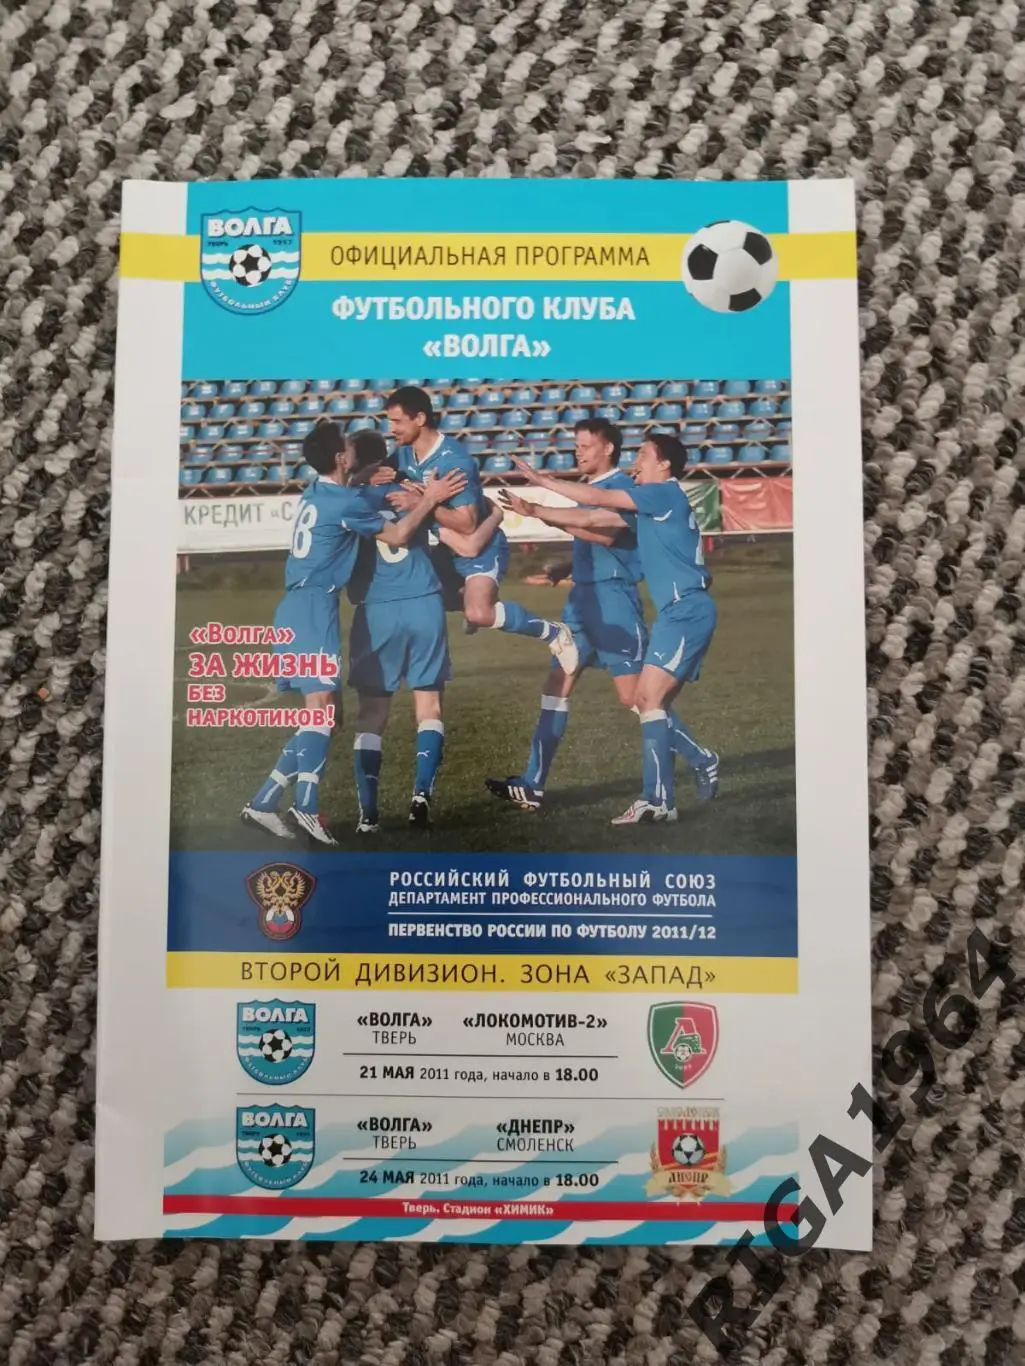 ВОЛГА
ТВЕРЬ 1957
ФУТБОЛЬНЫЙ КЛУБ
ОФИЦИАЛЬНАЯ ПРОГРАММА
ФУТБОЛЬНОГО КЛУБА
«ВОЛГА»
КРЕДИТ «С
18
«Волга»
ЗА ЖИЗНЬ
БЕЗ
НАРКОТИКОВ!
РОССИЙСКИЙ ФУТБОЛЬНЫЙ СОЮЗ
ДЕПАРТАМЕНТ ПРОФЕССИОНАЛЬНОГО ФУТБОЛА
ПЕРВЕНСТВО РОССИИ ПО ФУТБОЛУ 2011/12
ВТОРОЙ ДИВИЗИОН. ЗОНА «ЗАПАД»
ВОЛГА
«ВОЛГА» «ЛОКОМОТИВ-2»
ТВЕРЬ МОСКВА
21 МАЯ 2011 года, начало в 18.00
ВОЛГА
«ВОЛГА» «ДНЕПР»
ТВЕРЬ СМОЛЕНСК
24 МАЯ 2011 года, начало в 18.00
ДНЕПР
Тверь. Стадион «ХИМИК»
RIGA1964